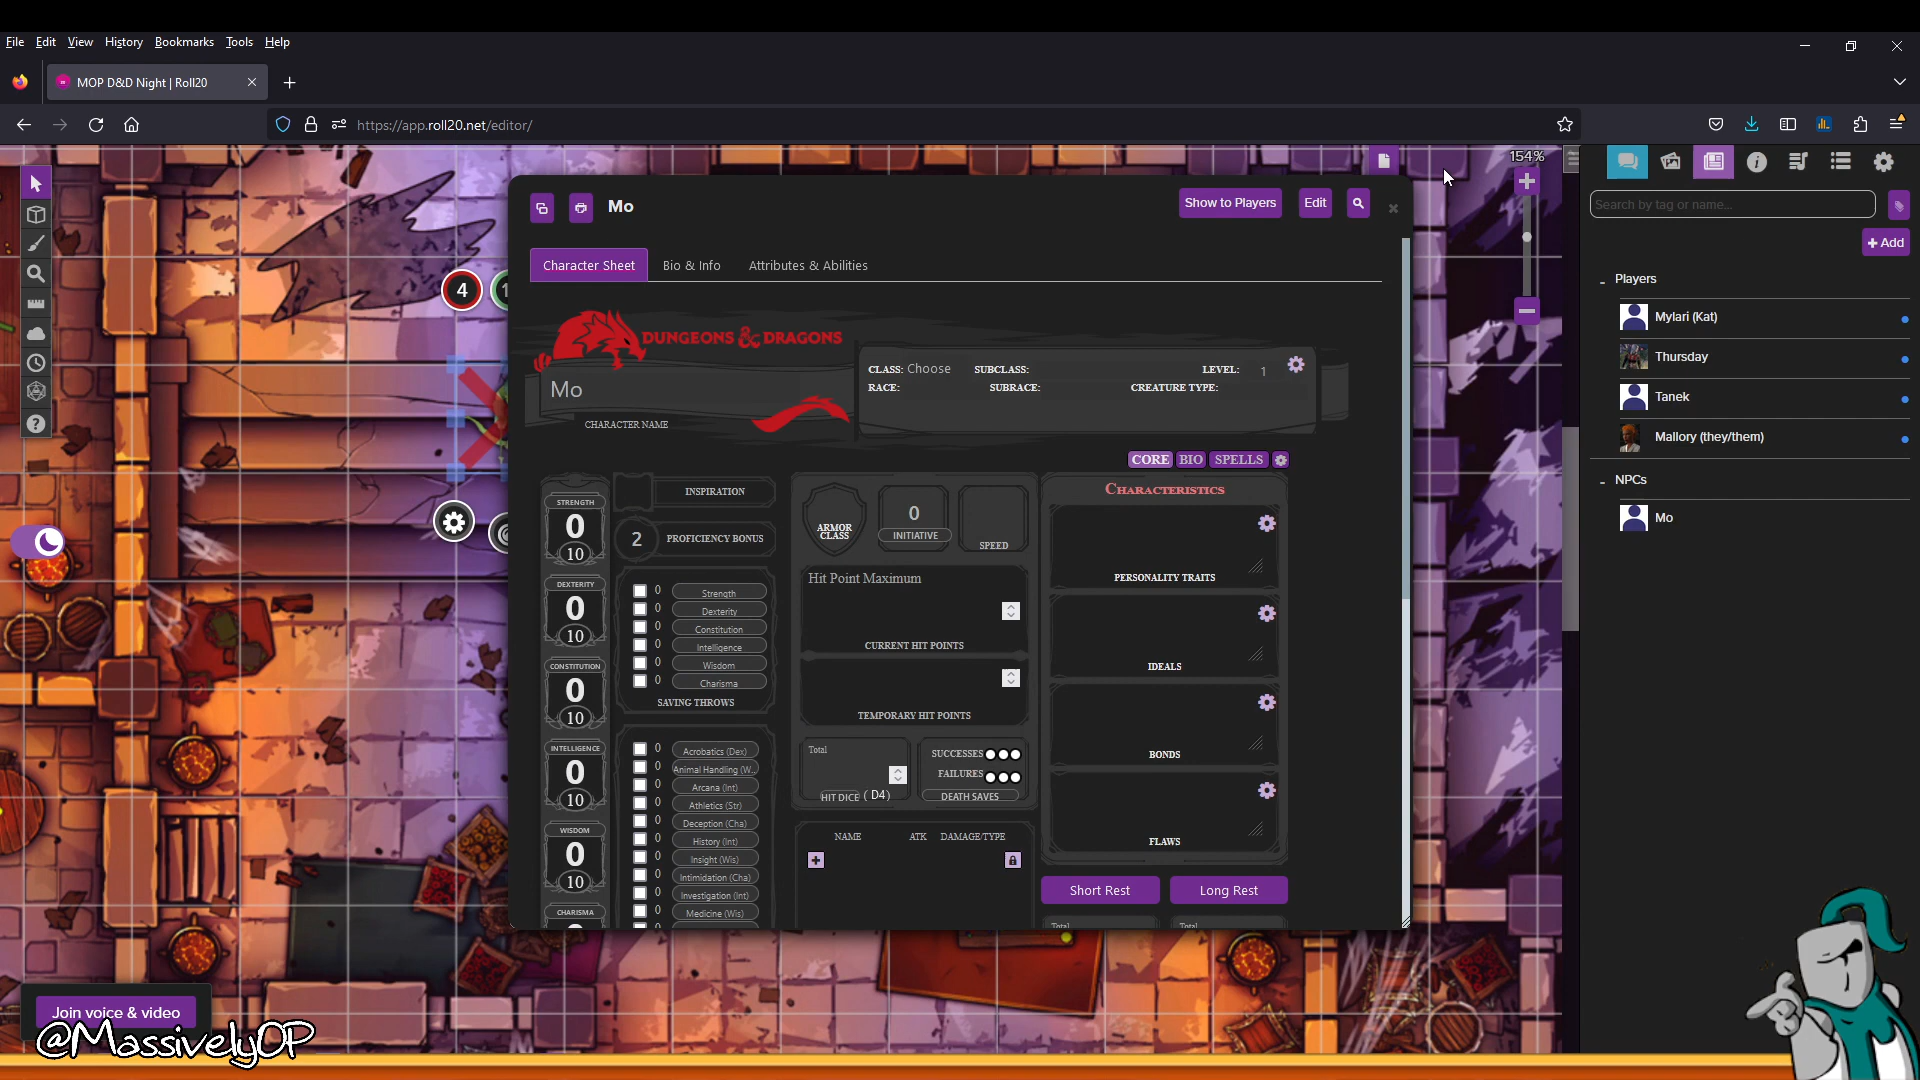 File Edit View History Bookmarks Tools Help
MOP D&D Night | Roll20
https://app.roll20.net/editor/
154%
Mo
Show to Players
Edit
Search by tag or name...
Add
Character Sheet
Bio & Info
Attributes & Abilities
Players
Mylari (Kat)
Thursday
Tanek
Mallory (they/them)
NPCs
Mo
4
DUNGEONS & DRAGONS
Mo
CHARACTER NAME
CLASS: Choose SUBCLASS: LEVEL: 1
RACE: SUBRACE: CREATURE TYPE:
CORE BIO SPELLS
STRENGTH
0
10
DEXTERITY
0
10
CONSTITUTION
0
10
INTELLIGENCE
0
10
WISDOM
0
10
CHARISMA
INSPIRATION
2 PROFICIENCY BONUS
0 Strength
0 Dexterity
0 Constitution
0 Intelligence
0 Wisdom
0 Charisma
SAVING THROWS
0 Acrobatics (Dex)
0 Animal Handling (W...
0 Arcana (Int)
0 Athletics (Str)
0 Deception (Cha)
0 History (Int)
0 Insight (Wis)
0 Intimidation (Cha)
0 Investigation (Int)
0 Medicine (Wis)
ARMOR
CLASS
0
INITIATIVE
SPEED
Hit Point Maximum
CURRENT HIT POINTS
TEMPORARY HIT POINTS
Total
HIT DICE ( D4)
SUCCESSES
FAILURES
DEATH SAVES
NAME ATK DAMAGE/TYPE
CHARACTERISTICS
PERSONALITY TRAITS
IDEALS
BONDS
FLAWS
Short Rest
Long Rest
Total
Total
Join voice & video
@MassivelyOP